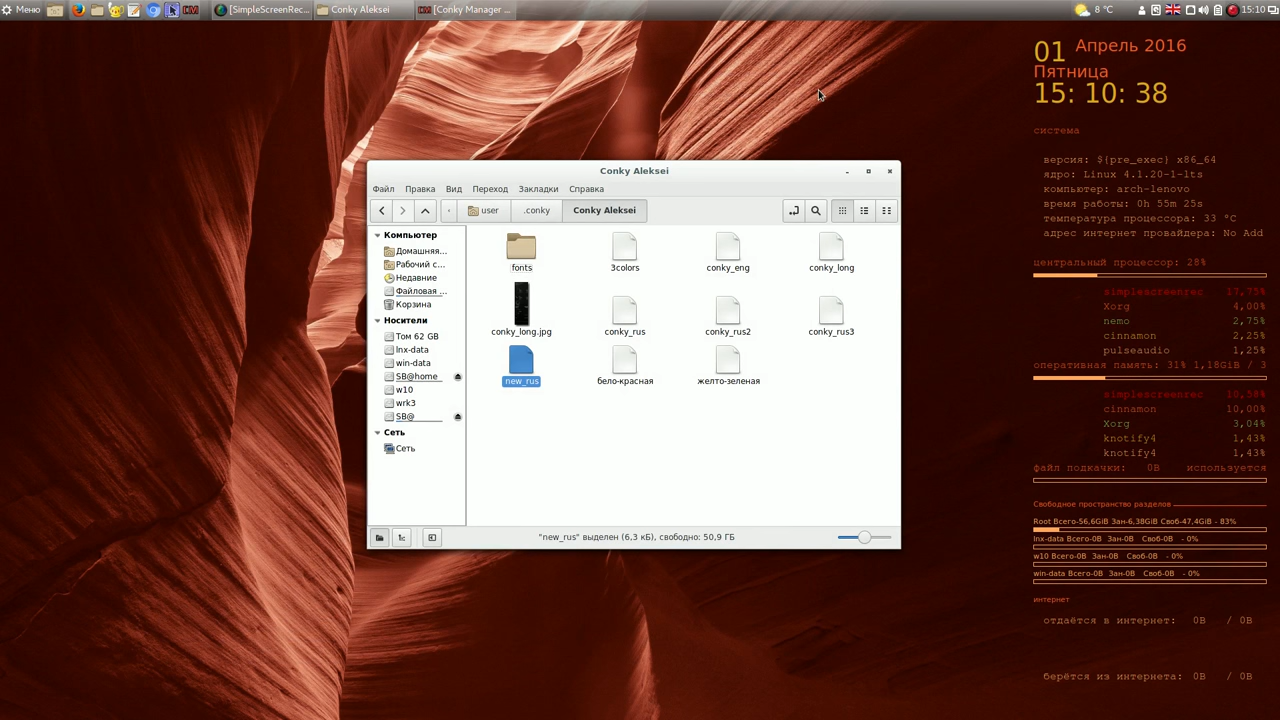 Меню
[SimpleScreenRec...
Conky Aleksei
[Conky Manager ...
8 °C
15:10
Conky Aleksei
Файл Правка Вид Переход Закладки Справка
user
.conky
Conky Aleksei
Компьютер
Домашняя...
Рабочий с...
Недавние
Файловая ...
Корзина
Носители
Том 62 GB
lnx-data
win-data
SB@home
w10
wrk3
SB@
Сеть
Сеть
fonts
3colors
conky_eng
conky_long
conky_long.jpg
conky_rus
conky_rus2
conky_rus3
new_rus
бело-красная
желто-зеленая
"new_rus" выделен (6,3 кБ), свободно: 50,9 ГБ
01 Апрель 2016
Пятница
15: 10: 38
система
версия: ${pre_exec} x86_64
ядро: Linux 4.1.20-1-lts
компьютер: arch-lenovo
время работы: 0h 55m 25s
температура процессора: 33 °C
адрес интернет провайдера: No Add
центральный процессор: 28%
simplescreenrec 17,75%
Xorg 4,00%
nemo 2,75%
cinnamon 2,25%
pulseaudio 1,25%
оперативная память: 31% 1,18GiB / 3
simplescreenrec 10,50%
cinnamon 10,00%
Xorg 3,04%
knotify4 1,43%
knotify4 1,43%
файл подкачки: 0B используется
Свободное пространство разделов
Root Всего-56,6GiB Зан-6,38GiB Своб-47,4GiB - 83%
lnx-data Всего-0B Зан-0B Своб-0B - 0%
w10 Всего-0B Зан-0B Своб-0B - 0%
win-data Всего-0B Зан-0B Своб-0B - 0%
интернет
отдаётся в интернет: 0B / 0B
берётся из интернета: 0B / 0B